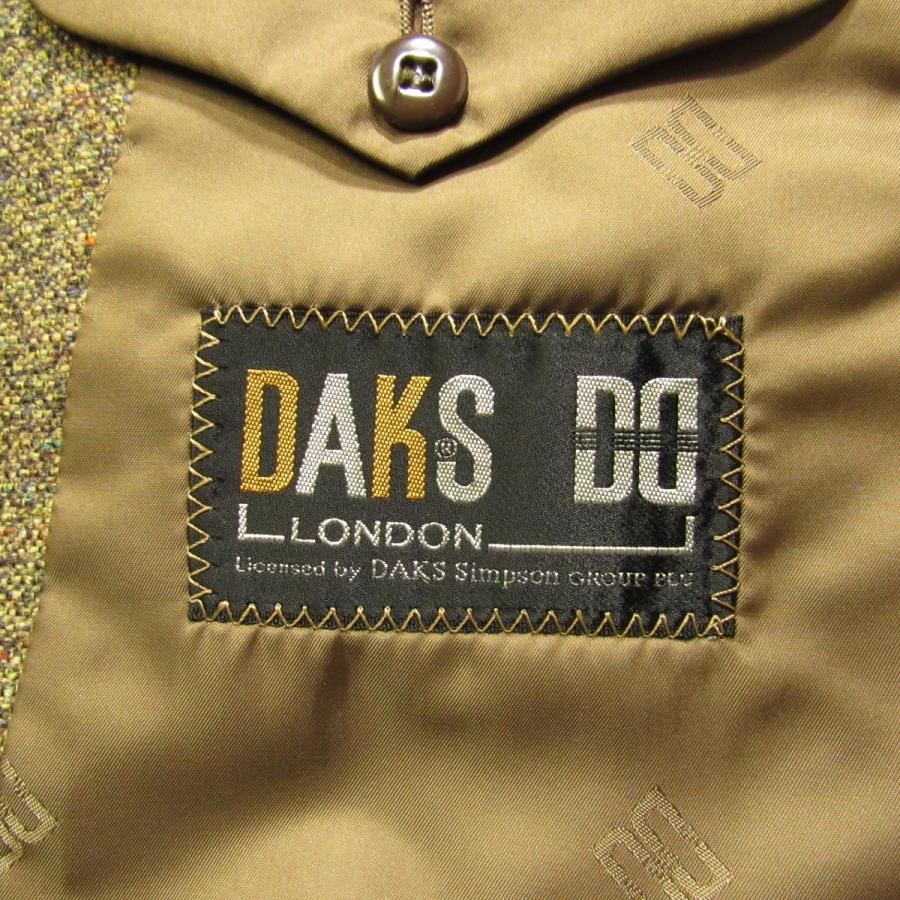 DAKS® DD
LONDON
Licensed by DAKS Simpson GROUP PLC